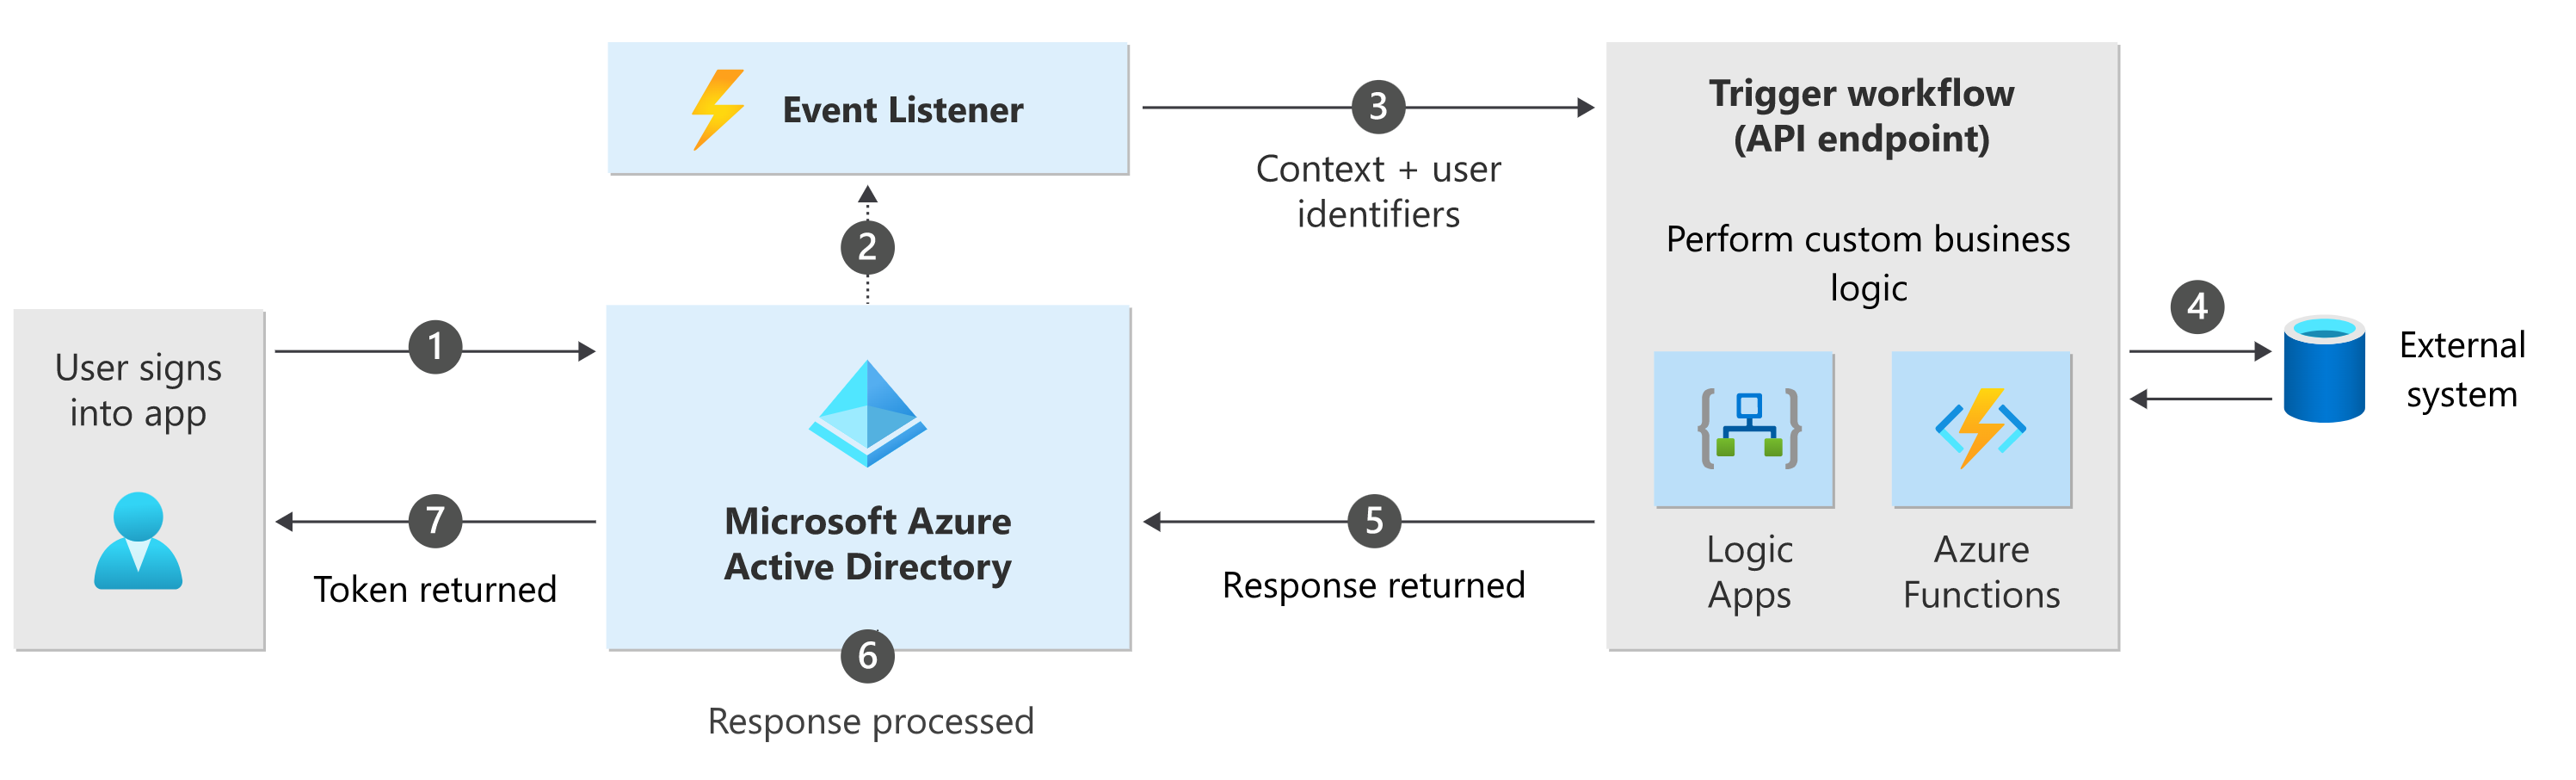 Event Listener
3
Context + user
identifiers
Trigger workflow
(API endpoint)
Perform custom business
logic
2
4
External
system
User signs
into app
1
Microsoft Azure
Active Directory
7
Token returned
5
Response returned
Logic
Apps
Azure
Functions
6
Response processed